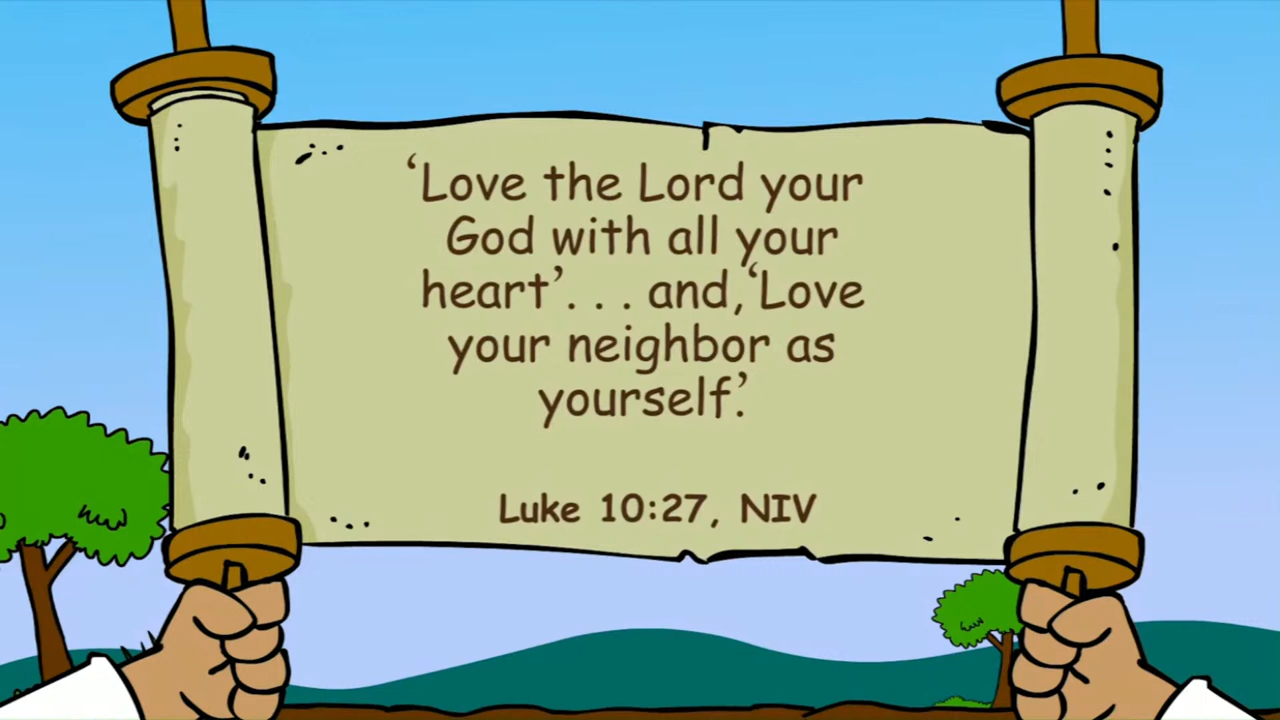 ‘Love the Lord your
God with all your
heart’. . . and, ‘Love
your neighbor as
yourself.’
Luke 10:27, NIV